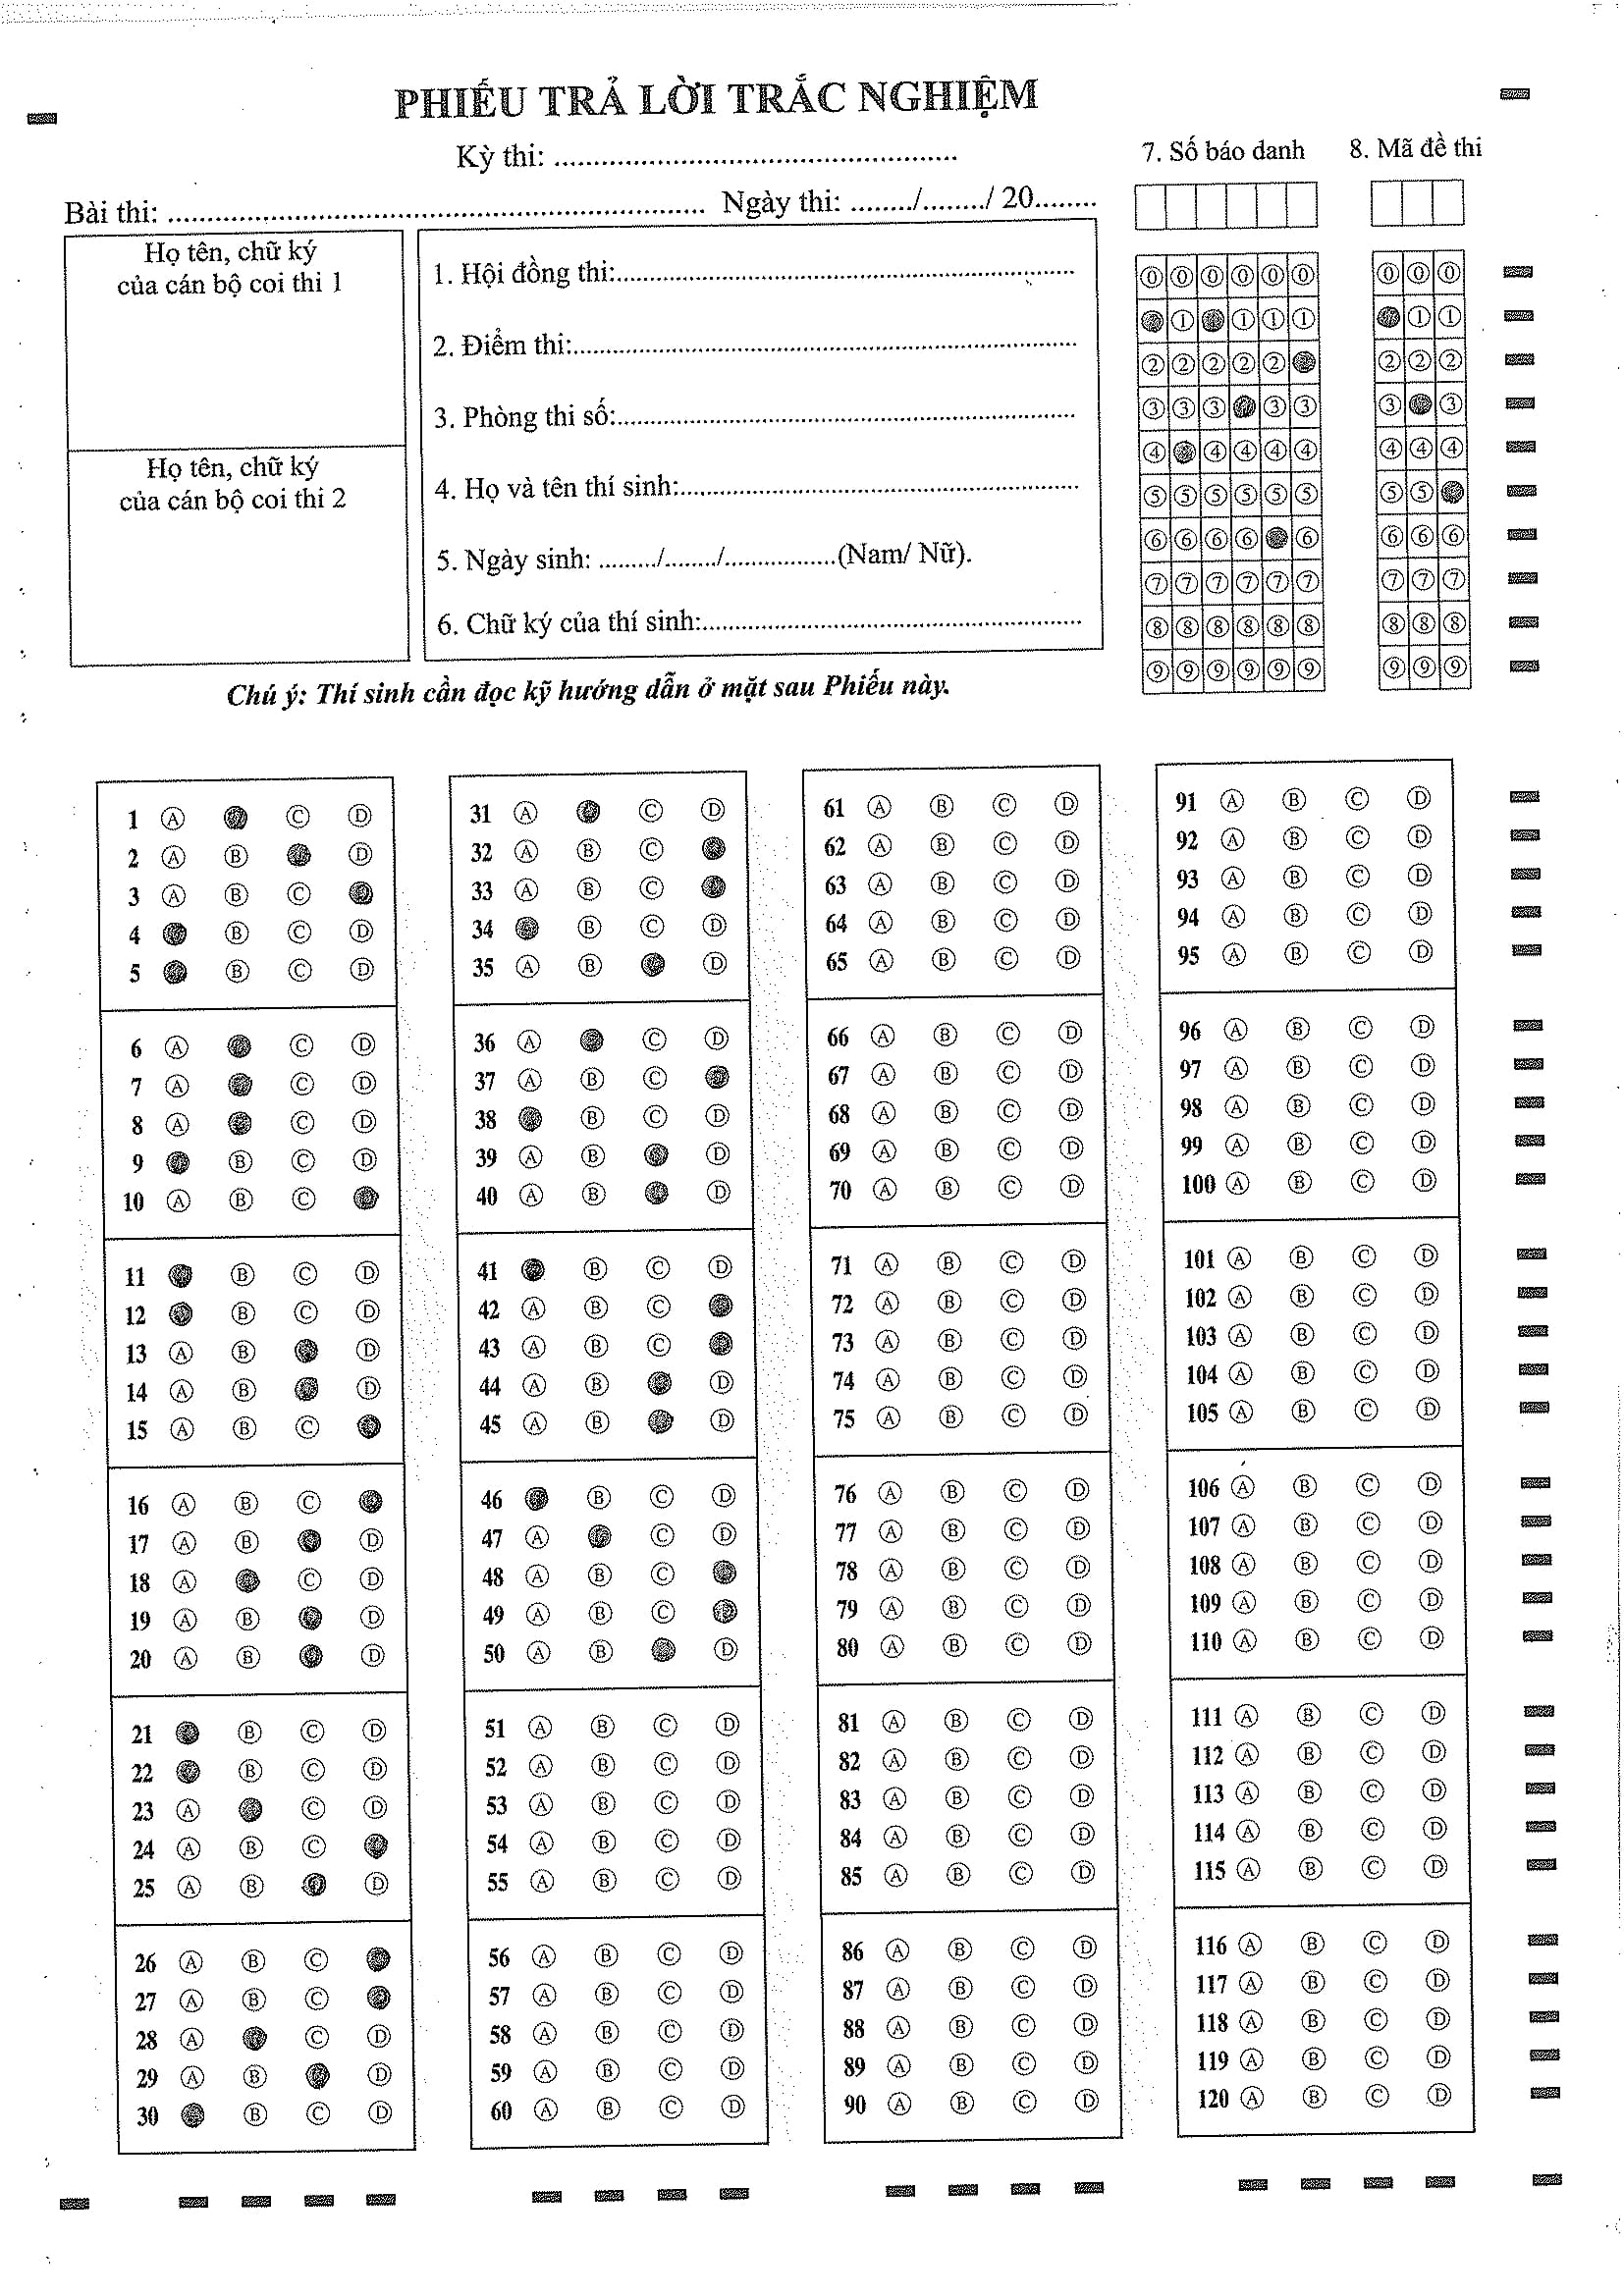 PHIẾU TRẢ LỜI TRẮC NGHIỆM
Kỳ thi: ....................................................
7. Số báo danh
8. Mã đề thi
Bài thi: ..................................................................... Ngày thi: ......../......../ 20........
Họ tên, chữ ký
của cán bộ coi thi 1
Họ tên, chữ ký
của cán bộ coi thi 2
1. Hội đồng thi:...........................................................
2. Điểm thi:.................................................................
3. Phòng thi số:...........................................................
4. Họ và tên thí sinh:...................................................
5. Ngày sinh: ......../......./...............(Nam/ Nữ).
6. Chữ ký của thí sinh:.................................................
0 0 0 0 0 0
1 1 1 1
2 2 2 2 2
3 3 3 3 3
4 4 4 4 4
5 5 5 5 5 5
6 6 6 6 6
7 7 7 7 7 7
8 8 8 8 8 8
9 9 9 9 9 9
0 0 0
1 1
2 2 2
3 3
4 4 4
5 5
6 6 6
7 7 7
8 8 8
9 9 9
Chú ý: Thí sinh cần đọc kỹ hướng dẫn ở mặt sau Phiếu này.
1 A C D
2 A B D
3 A B C
4 B C D
5 B C D
6 A C D
7 A C D
8 A C D
9 B C D
10 A B C
11 B C D
12 B C D
13 A B D
14 A B D
15 A B C
16 A B C
17 A B D
18 A C D
19 A B D
20 A B D
21 B C D
22 B C D
23 A C D
24 A B C
25 A B D
26 A B C
27 A B C
28 A C D
29 A B D
30 B C D
31 A C D
32 A B C
33 A B C
34 B C D
35 A B D
36 A C D
37 A B C
38 B C D
39 A B D
40 A B D
41 B C D
42 A B C
43 A B C
44 A B D
45 A B D
46 B C D
47 A C D
48 A B C
49 A B C
50 A B D
51 A B C D
52 A B C D
53 A B C D
54 A B C D
55 A B C D
56 A B C D
57 A B C D
58 A B C D
59 A B C D
60 A B C D
61 A B C D
62 A B C D
63 A B C D
64 A B C D
65 A B C D
66 A B C D
67 A B C D
68 A B C D
69 A B C D
70 A B C D
71 A B C D
72 A B C D
73 A B C D
74 A B C D
75 A B C D
76 A B C D
77 A B C D
78 A B C D
79 A B C D
80 A B C D
81 A B C D
82 A B C D
83 A B C D
84 A B C D
85 A B C D
86 A B C D
87 A B C D
88 A B C D
89 A B C D
90 A B C D
91 A B C D
92 A B C D
93 A B C D
94 A B C D
95 A B C D
96 A B C D
97 A B C D
98 A B C D
99 A B C D
100 A B C D
101 A B C D
102 A B C D
103 A B C D
104 A B C D
105 A B C D
106 A B C D
107 A B C D
108 A B C D
109 A B C D
110 A B C D
111 A B C D
112 A B C D
113 A B C D
114 A B C D
115 A B C D
116 A B C D
117 A B C D
118 A B C D
119 A B C D
120 A B C D